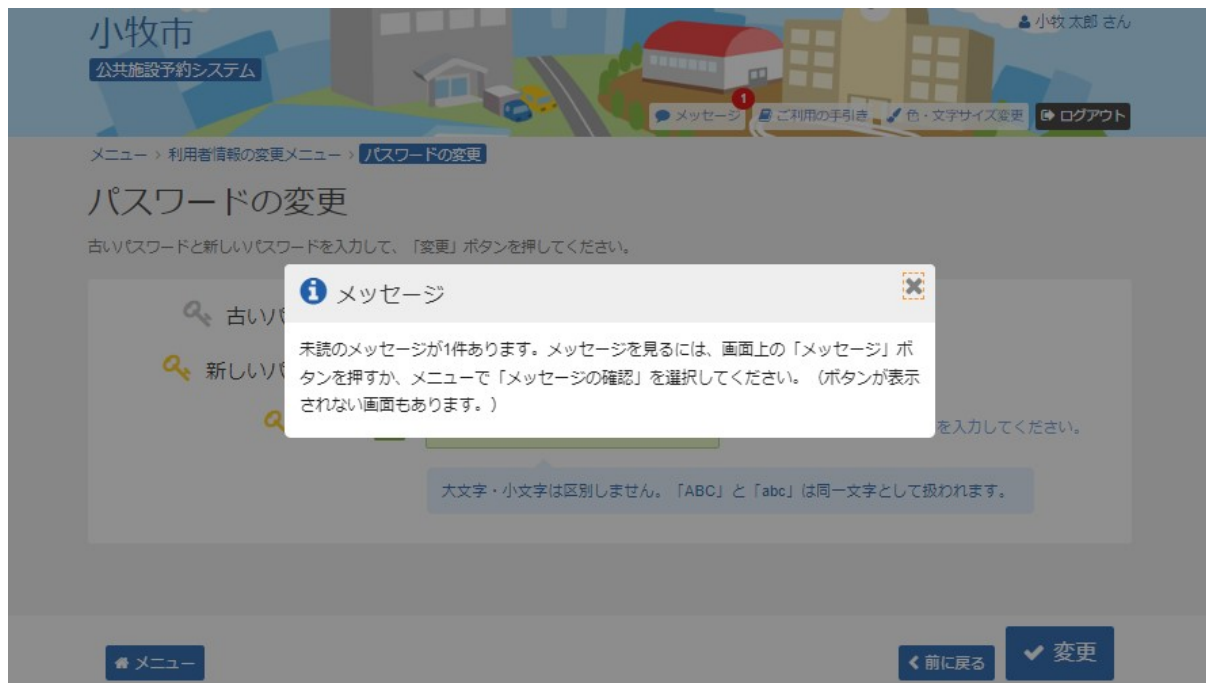 小牧市
小牧 太郎 さん
公共施設予約システム
1
メッセージ
ご利用の手引き
色・文字サイズ変更
ログアウト
メニュー > 利用者情報の変更メニュー > パスワードの変更
パスワードの変更
古いパスワードと新しいパスワードを入力して、「変更」ボタンを押してください。
メッセージ
古いパ
未読のメッセージが1件あります。メッセージを見るには、画面上の「メッセージ」ボ
タンを押すか、メニューで「メッセージの確認」を選択してください。（ボタンが表示
されない画面もあります。）
新しいパ
を入力してください。
大文字・小文字は区別しません。「ABC」と「abc」は同一文字として扱われます。
メニュー
前に戻る
変更